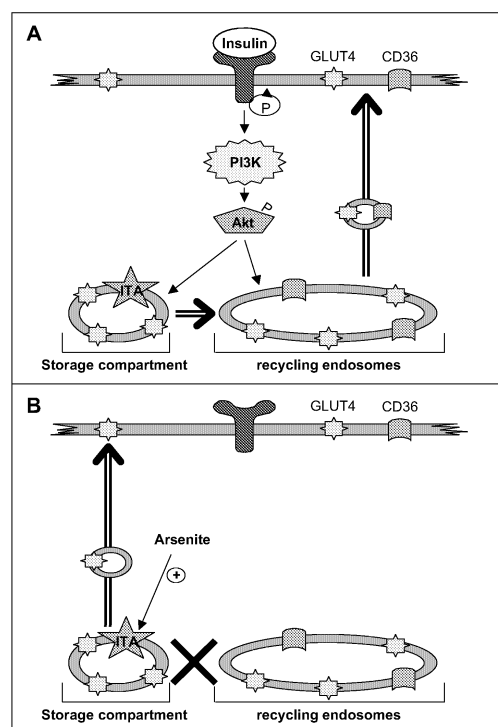 A
Insulin
GLUT4 CD36
P
PI3K
P
Akt
ITA
Storage compartment recycling endosomes
B
GLUT4 CD36
Arsenite
+
ITA
Storage compartment recycling endosomes